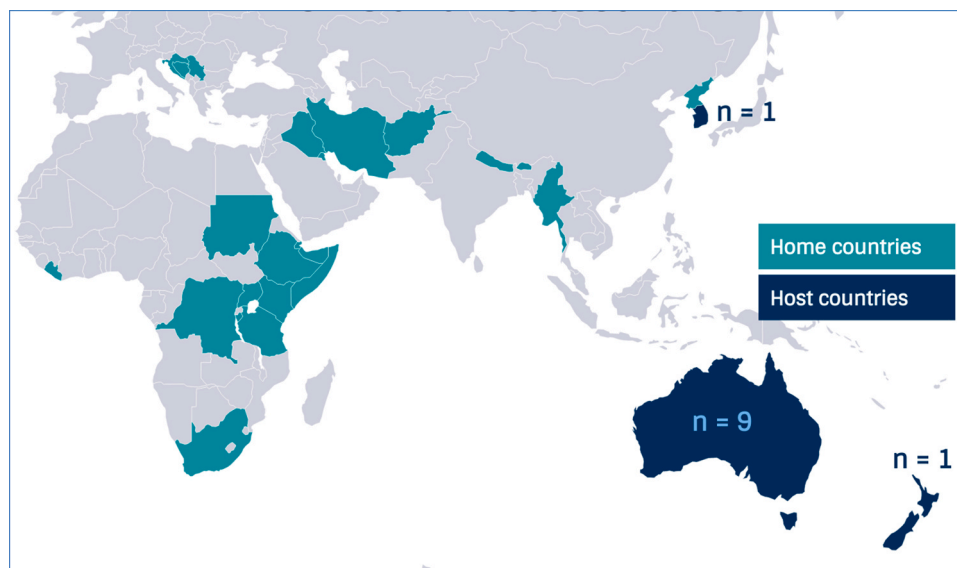 n = 1
Home countries
Host countries
n = 9
n = 1